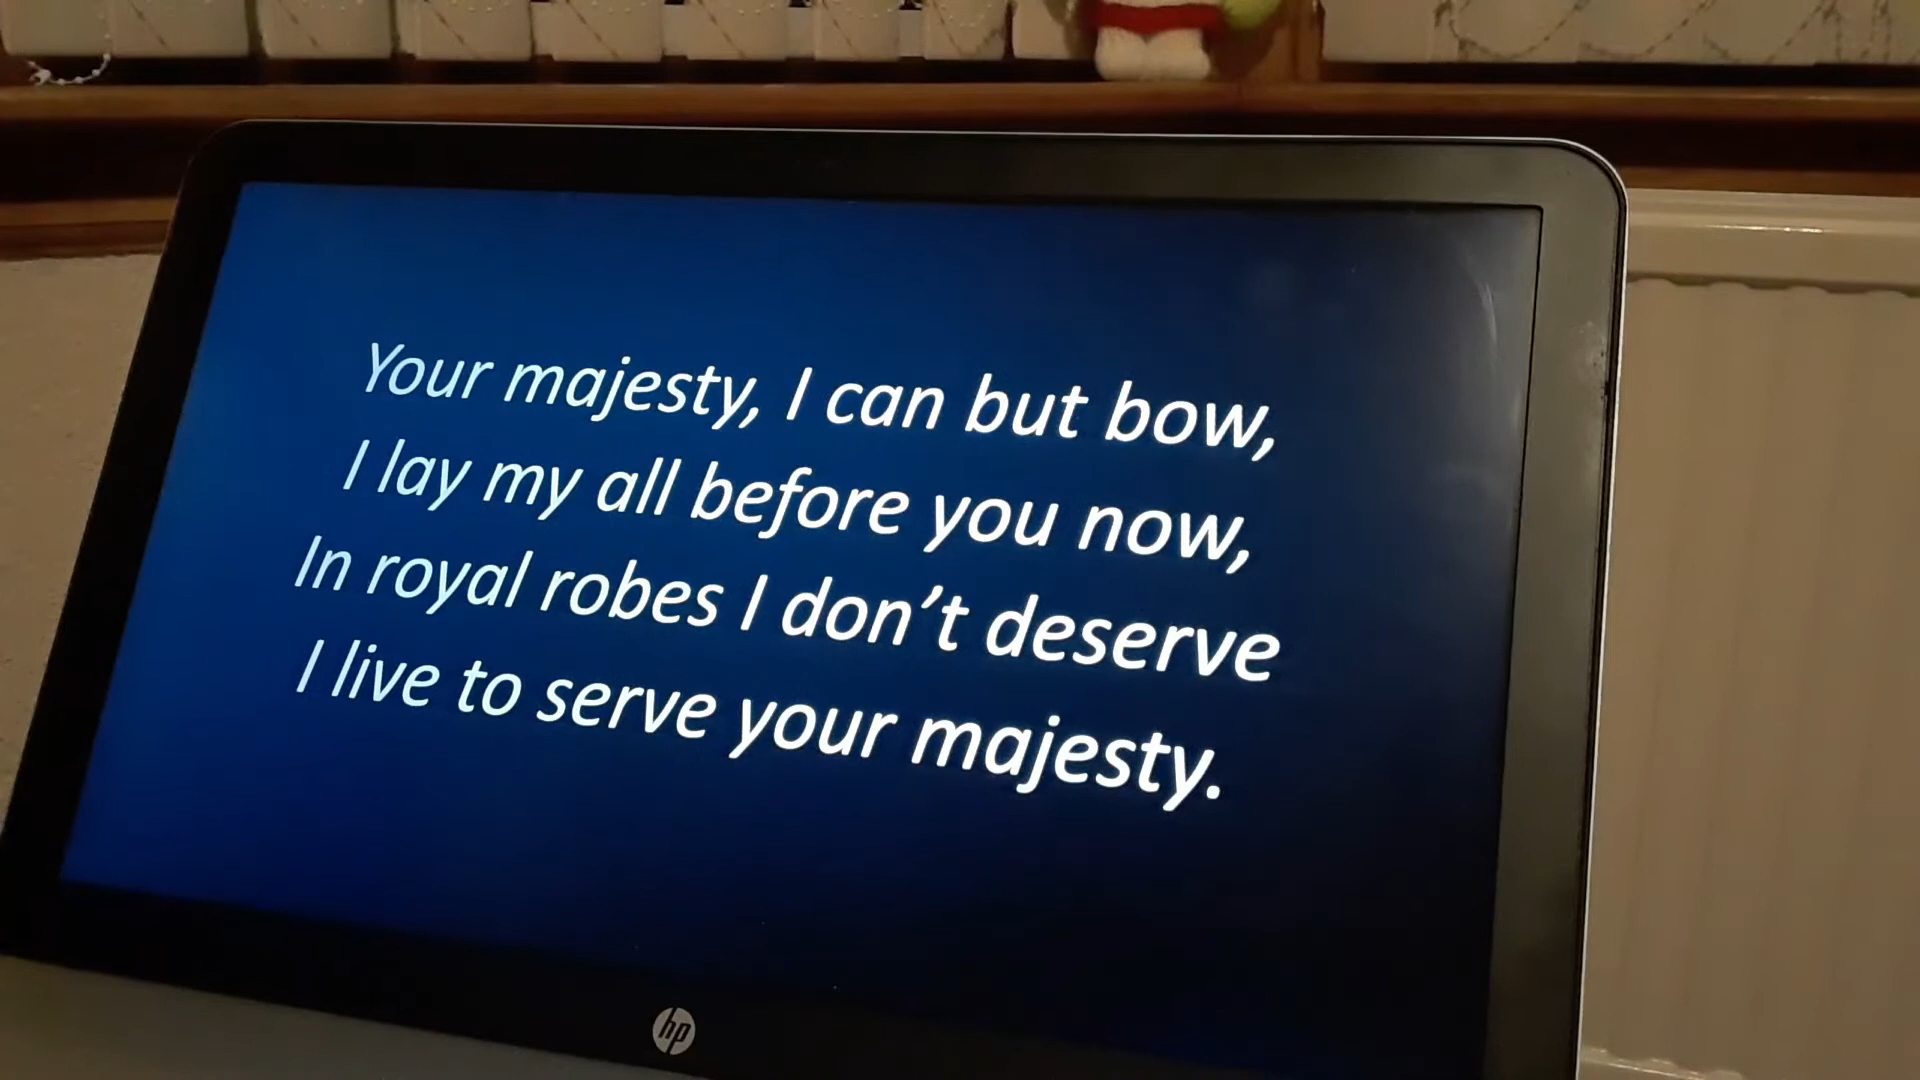 Your majesty, I can but bow,
I lay my all before you now,
In royal robes I don’t deserve
I live to serve your majesty.
hp